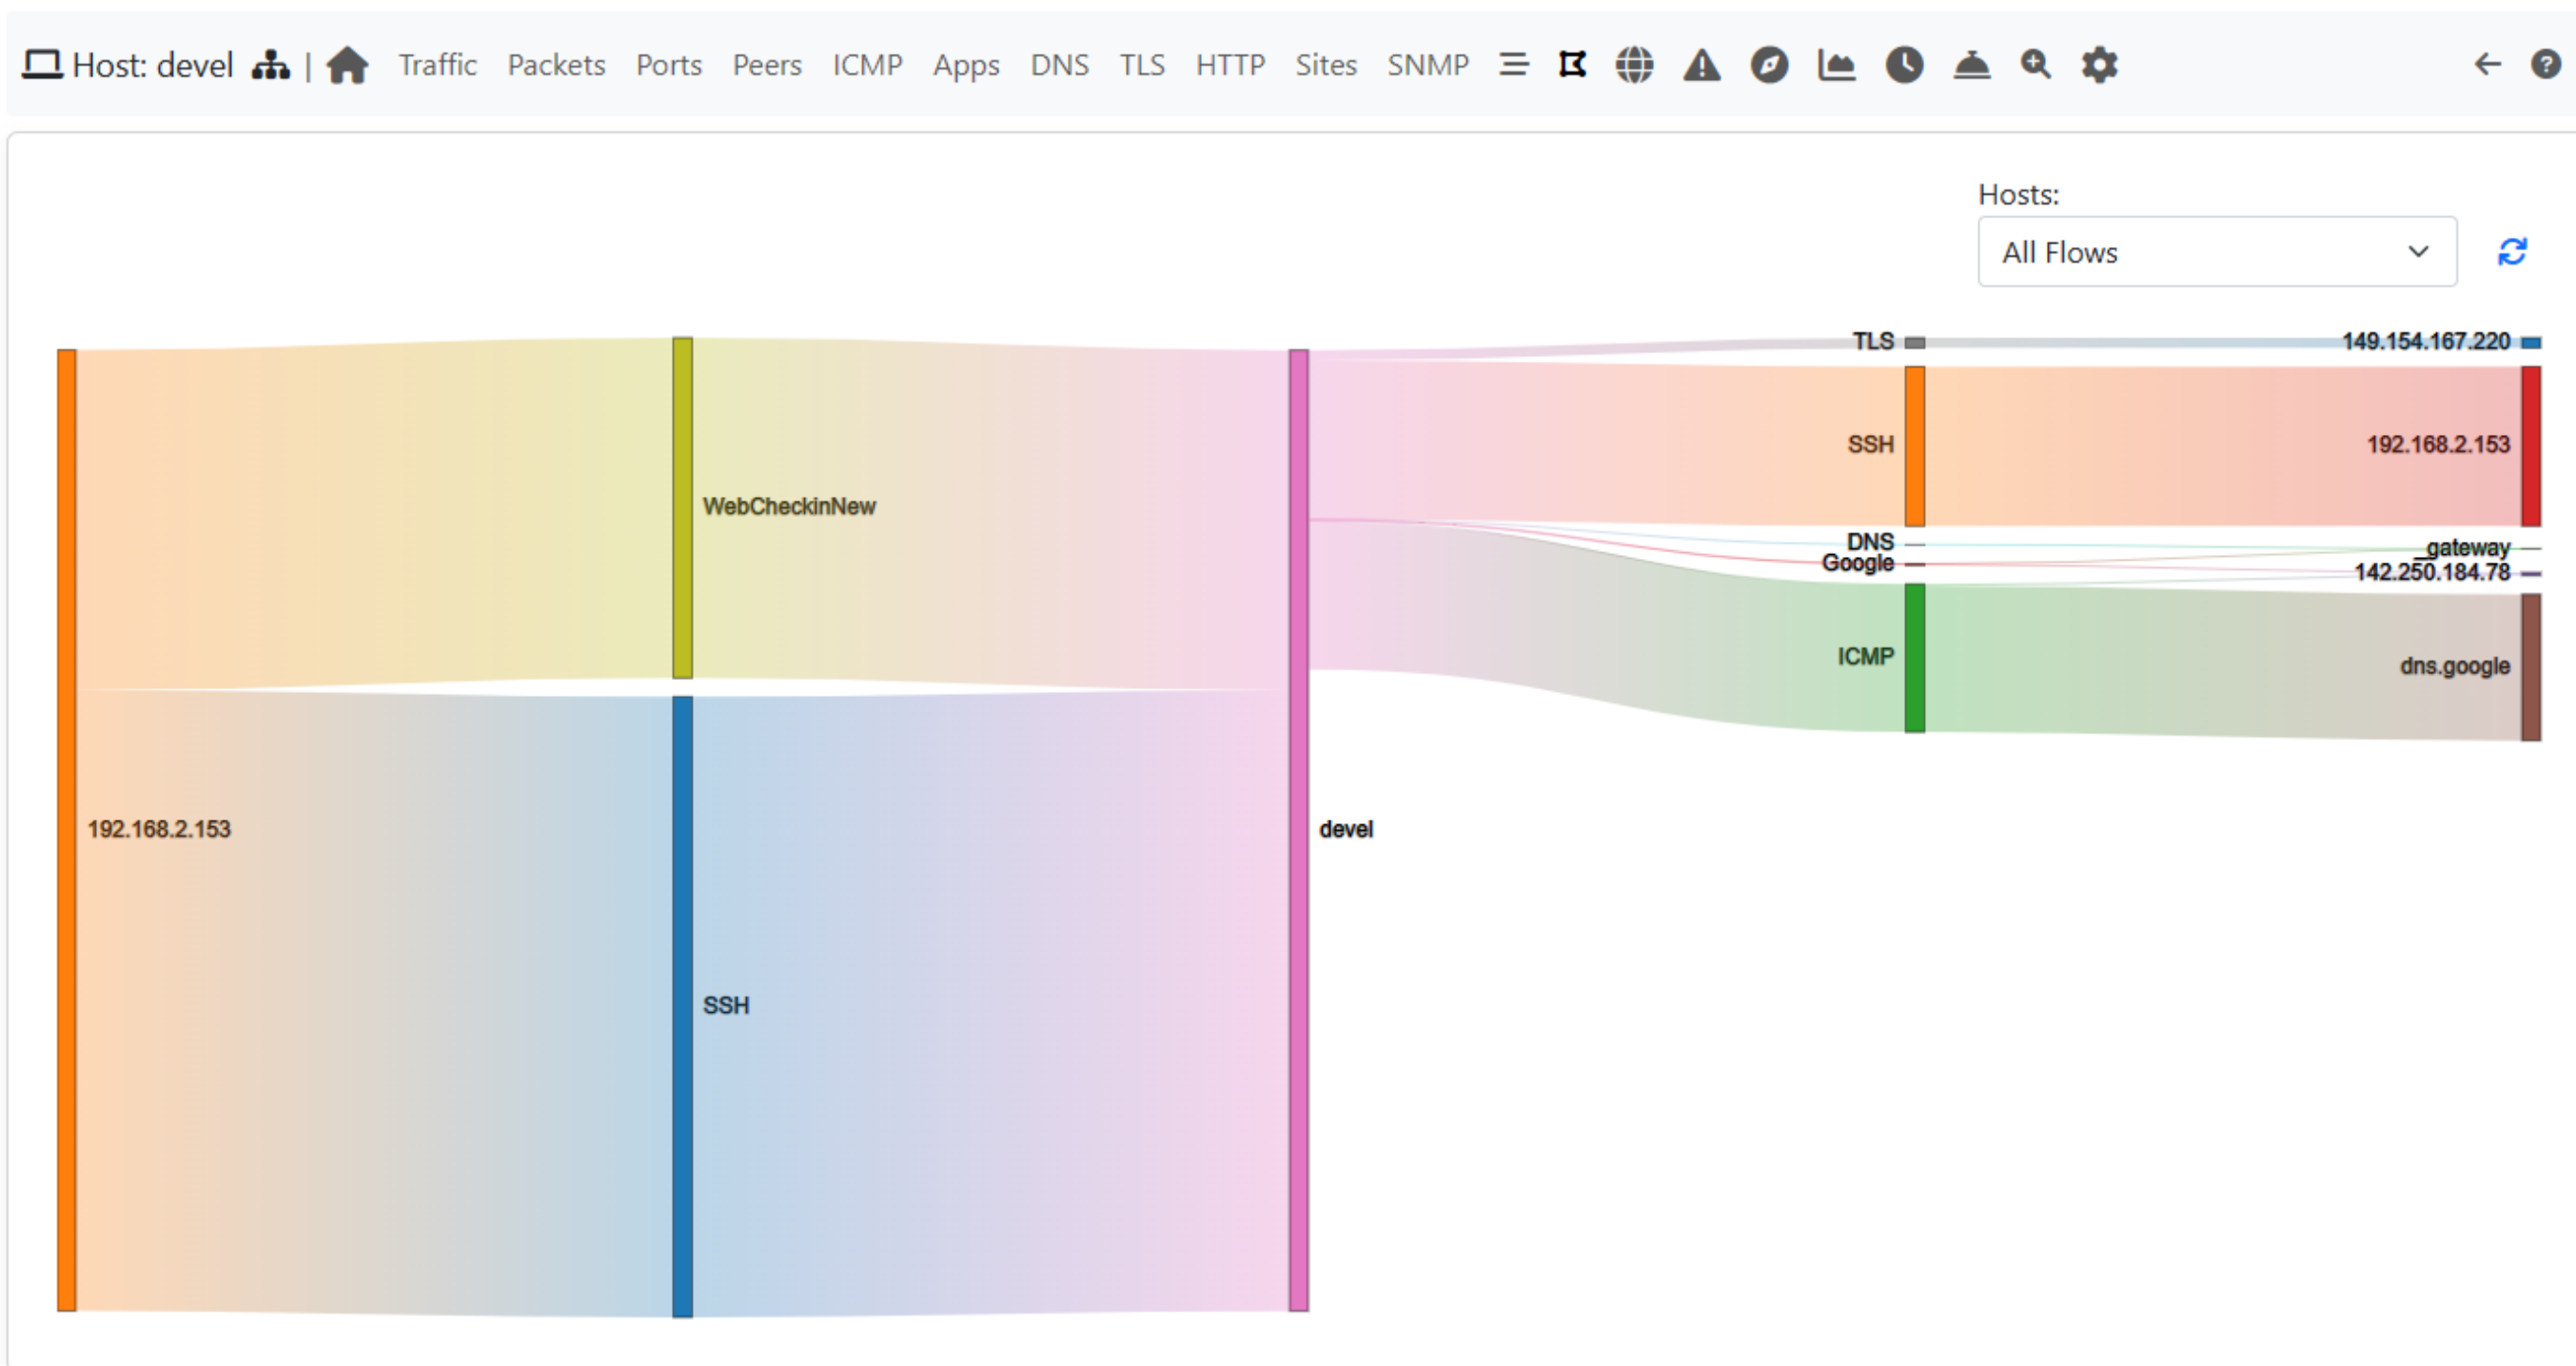 Host: devel | Traffic Packets Ports Peers ICMP Apps DNS TLS HTTP Sites SNMP
Hosts:
All Flows
TLS
149.154.167.220
SSH
192.168.2.153
WebCheckinNew
DNS
_gateway
Google
142.250.184.78
ICMP
dns.google
192.168.2.153
devel
SSH